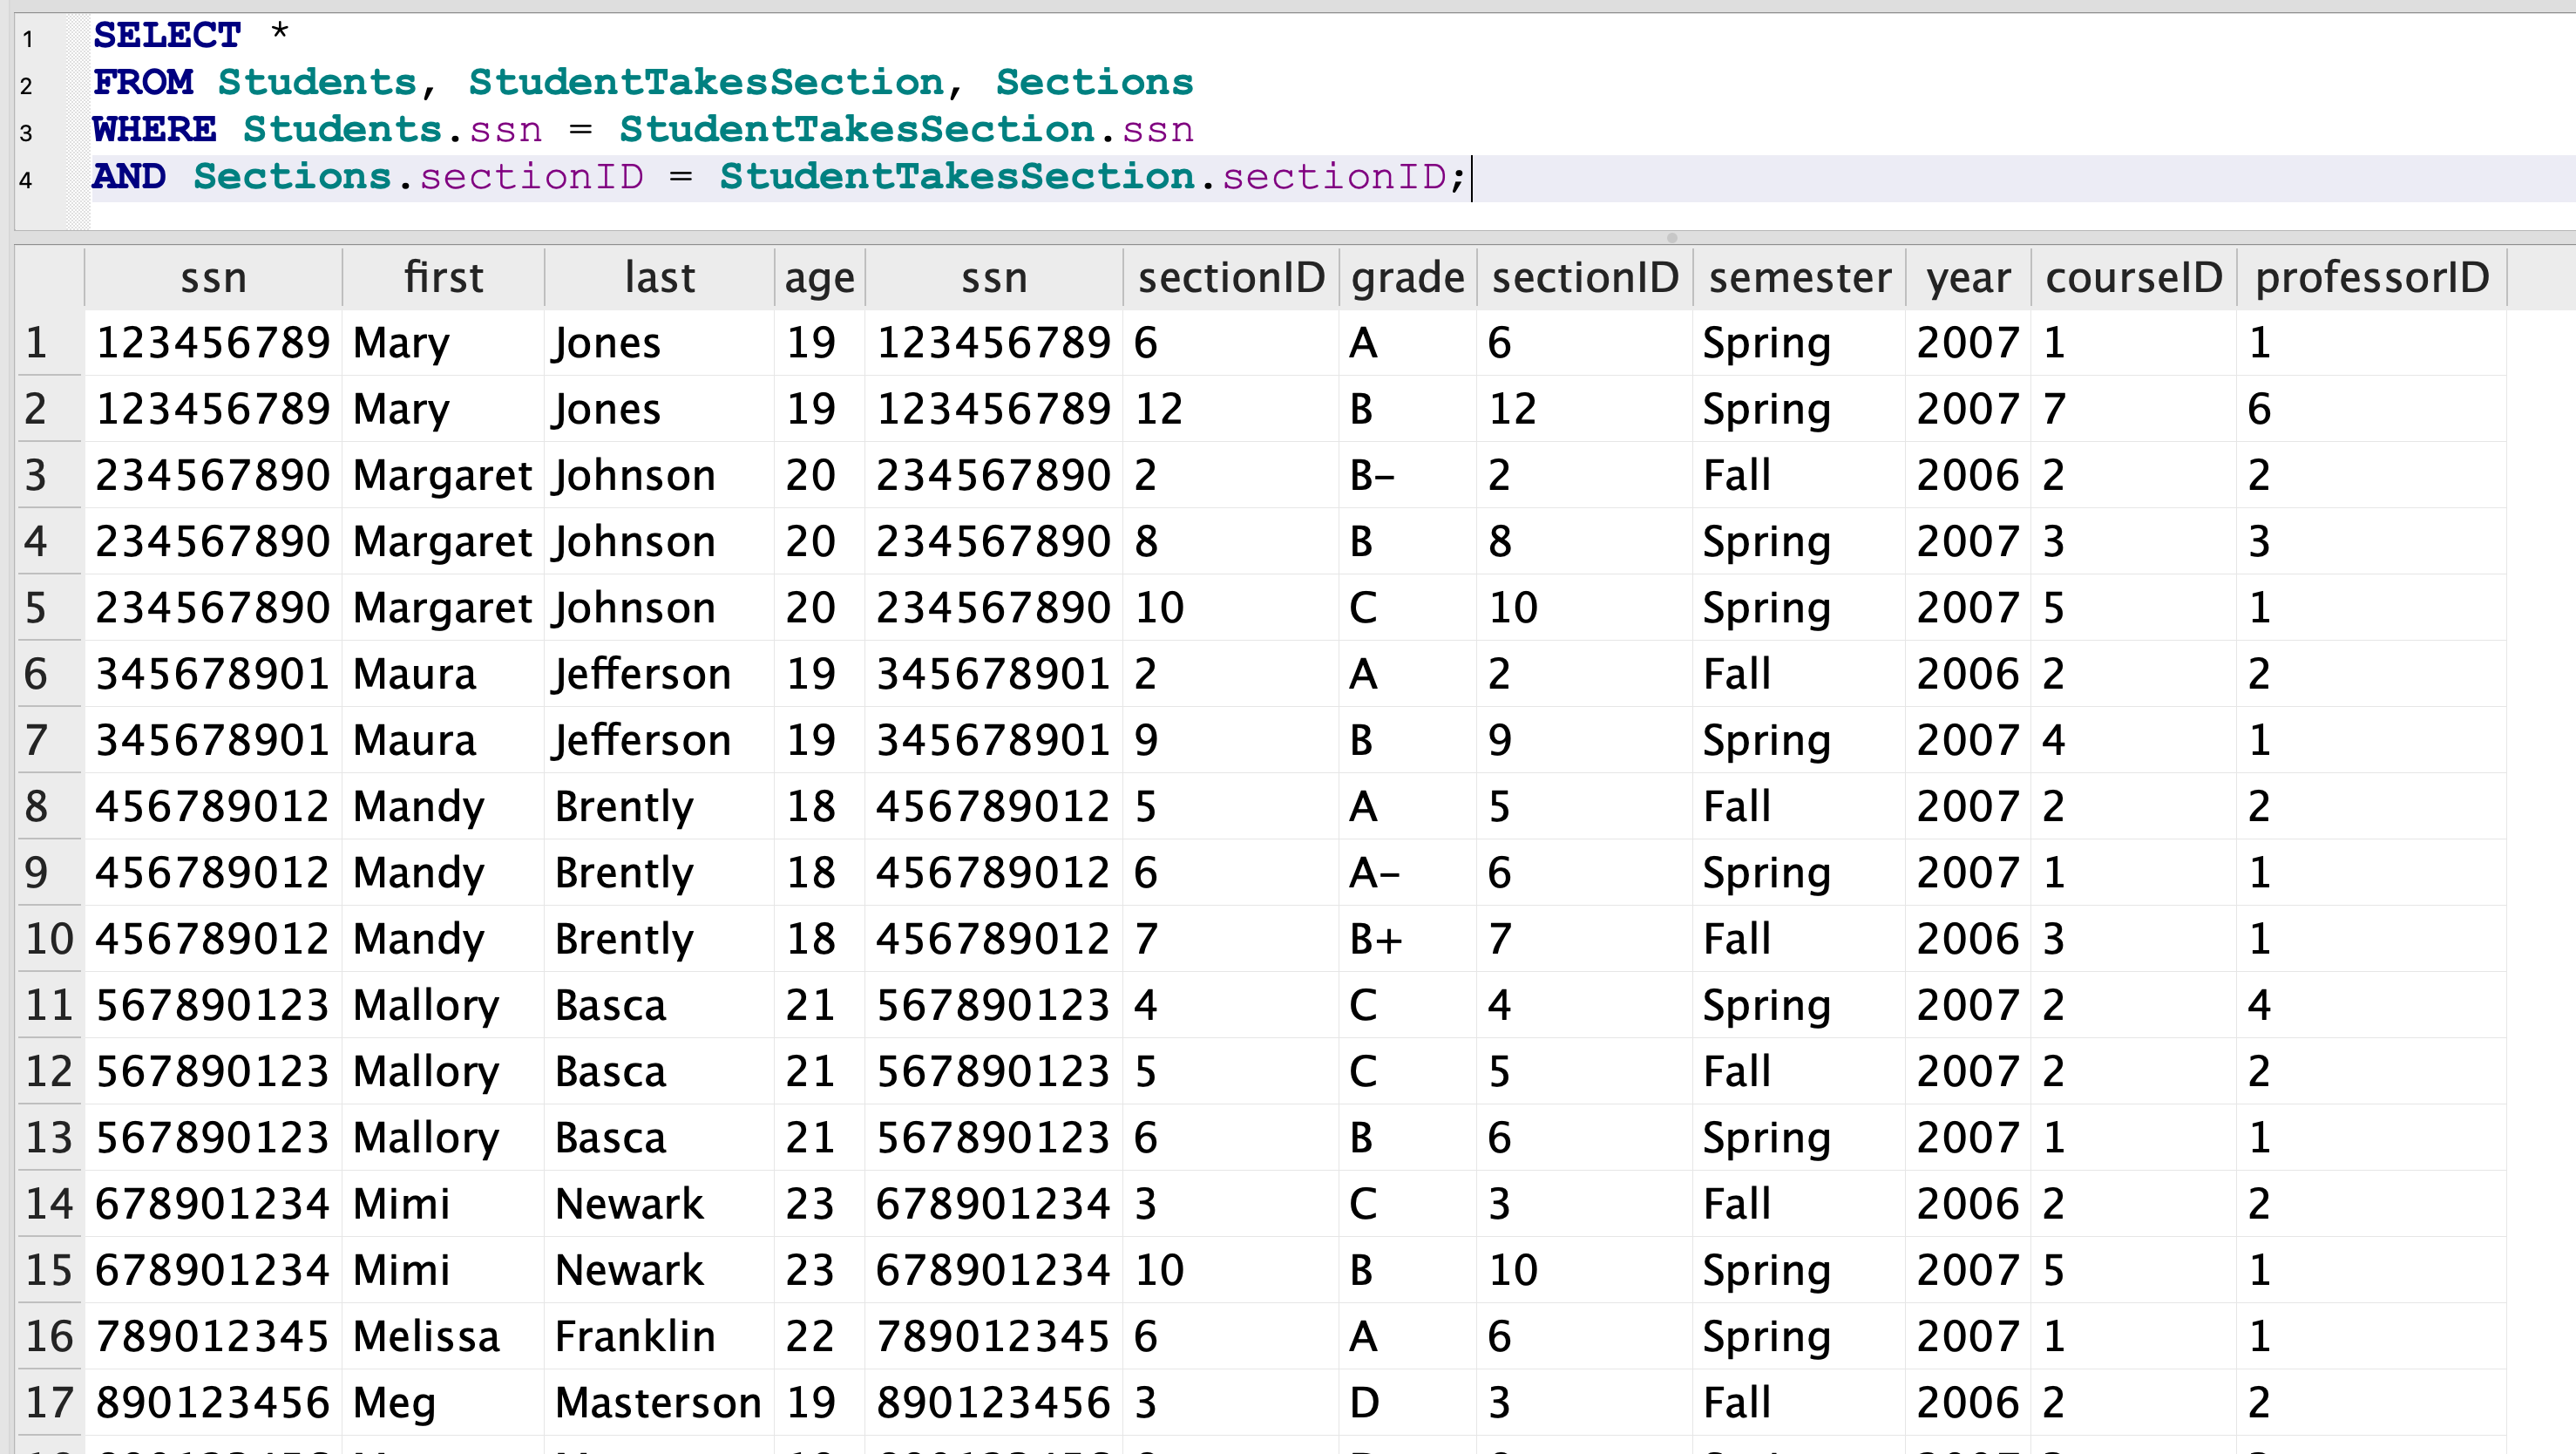 1 SELECT *
2 FROM Students, StudentTakesSection, Sections
3 WHERE Students.ssn = StudentTakesSection.ssn
4 AND Sections.sectionID = StudentTakesSection.sectionID;
ssn first last age ssn sectionID grade sectionID semester year courseID professorID
1 123456789 Mary Jones 19 123456789 6 A 6 Spring 2007 1 1
2 123456789 Mary Jones 19 123456789 12 B 12 Spring 2007 7 6
3 234567890 Margaret Johnson 20 234567890 2 B- 2 Fall 2006 2 2
4 234567890 Margaret Johnson 20 234567890 8 B 8 Spring 2007 3 3
5 234567890 Margaret Johnson 20 234567890 10 C 10 Spring 2007 5 1
6 345678901 Maura Jefferson 19 345678901 2 A 2 Fall 2006 2 2
7 345678901 Maura Jefferson 19 345678901 9 B 9 Spring 2007 4 1
8 456789012 Mandy Brently 18 456789012 5 A 5 Fall 2007 2 2
9 456789012 Mandy Brently 18 456789012 6 A- 6 Spring 2007 1 1
10 456789012 Mandy Brently 18 456789012 7 B+ 7 Fall 2006 3 1
11 567890123 Mallory Basca 21 567890123 4 C 4 Spring 2007 2 4
12 567890123 Mallory Basca 21 567890123 5 C 5 Fall 2007 2 2
13 567890123 Mallory Basca 21 567890123 6 B 6 Spring 2007 1 1
14 678901234 Mimi Newark 23 678901234 3 C 3 Fall 2006 2 2
15 678901234 Mimi Newark 23 678901234 10 B 10 Spring 2007 5 1
16 789012345 Melissa Franklin 22 789012345 6 A 6 Spring 2007 1 1
17 890123456 Meg Masterson 19 890123456 3 D 3 Fall 2006 2 2